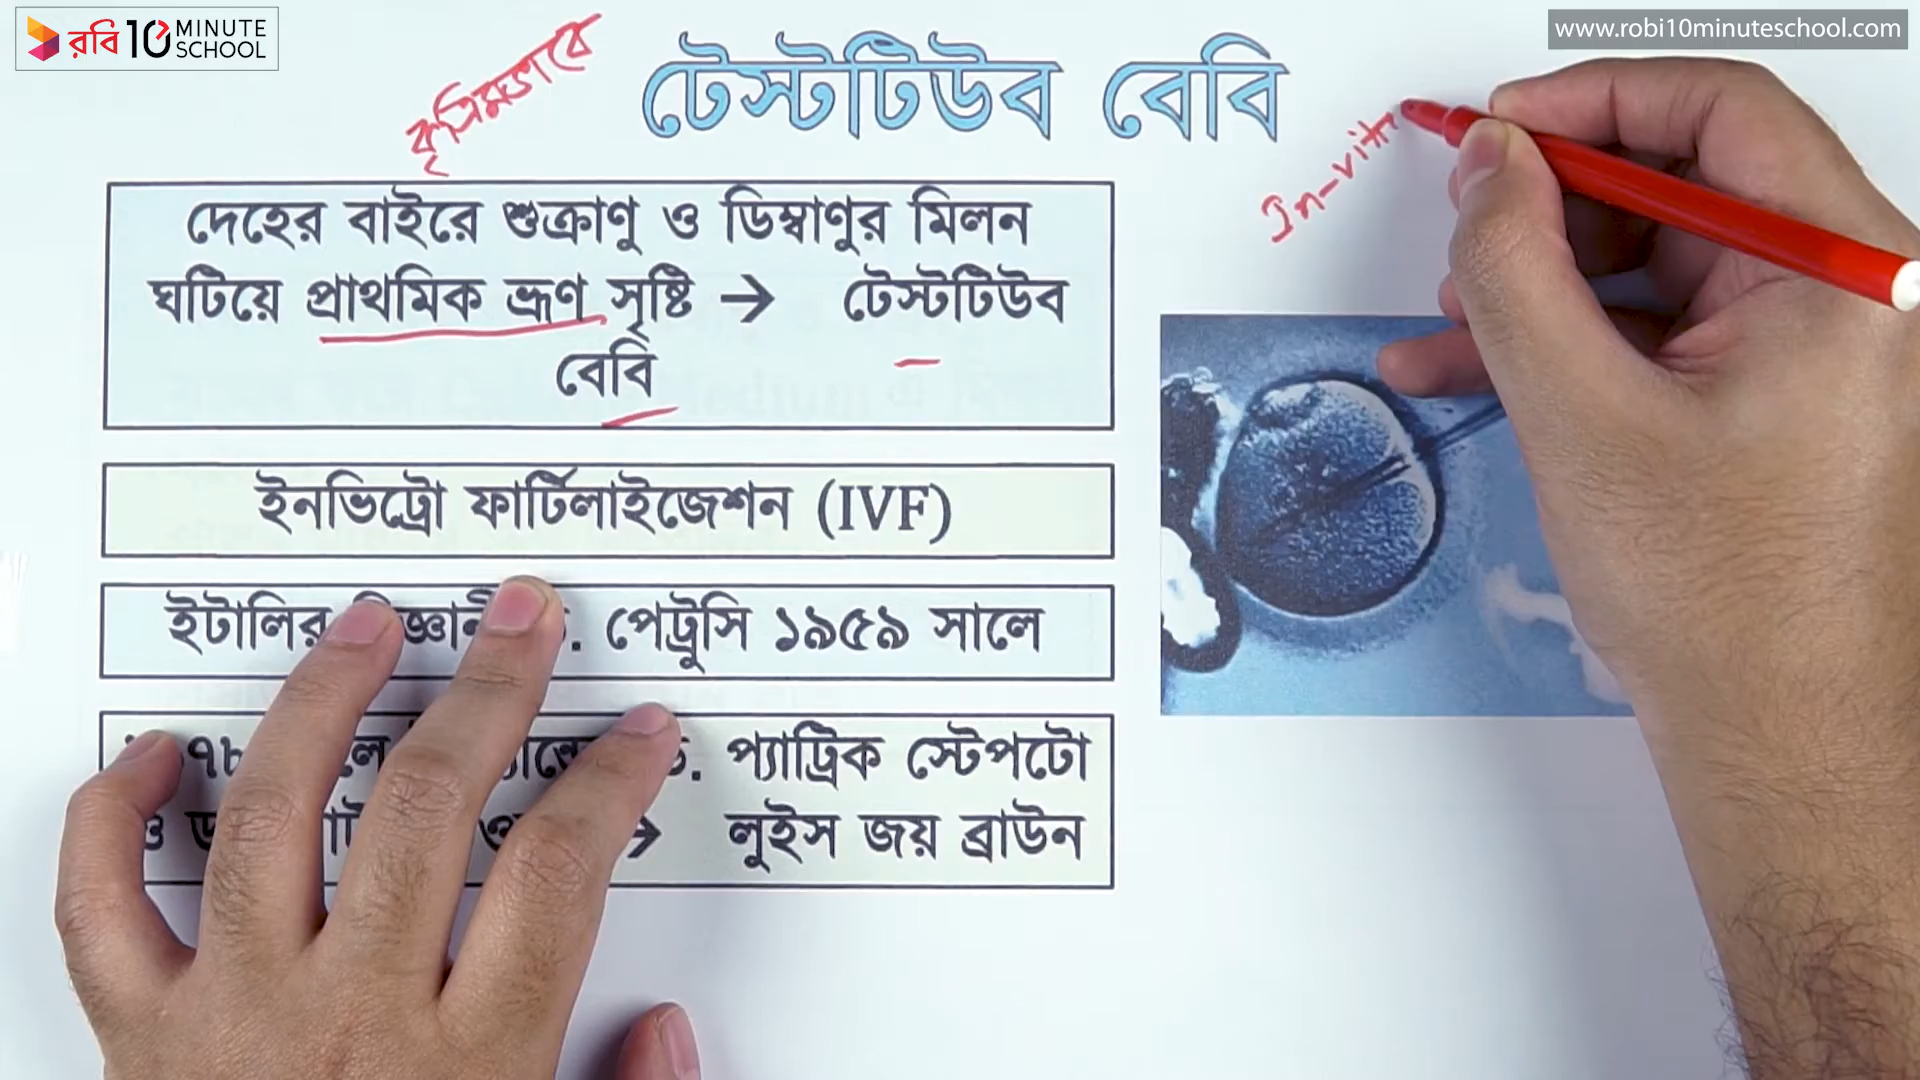 রবি 10 MINUTE SCHOOL
www.robi10minuteschool.com
কৃত্রিমভাবে
টেস্টটিউব বেবি
In-vitr
দেহের বাইরে শুক্রাণু ও ডিম্বাণুর মিলন
ঘটিয়ে প্রাথমিক ভ্রূণ সৃষ্টি → টেস্টটিউব
বেবি
ইনভিট্রো ফার্টিলাইজেশন (IVF)
ইটালির পেট্রুসি ১৯৫৯ সালে
প্যাট্রিক স্টেপটো
ও → লুইস জয় ব্রাউন